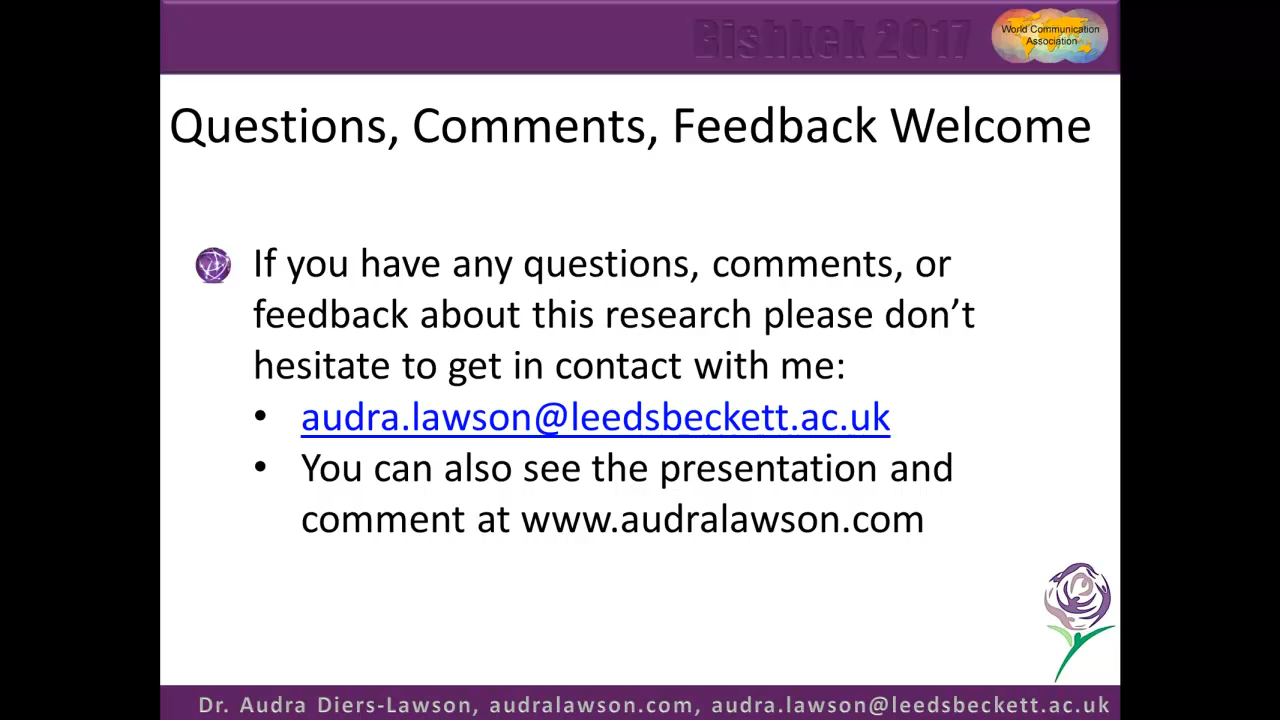 Bishkek 2017
World Communication
Association
Questions, Comments, Feedback Welcome
If you have any questions, comments, or
feedback about this research please don’t
hesitate to get in contact with me:
• audra.lawson@leedsbeckett.ac.uk
• You can also see the presentation and
comment at www.audralawson.com
Dr. Audra Diers-Lawson, audralawson.com, audra.lawson@leedsbeckett.ac.uk